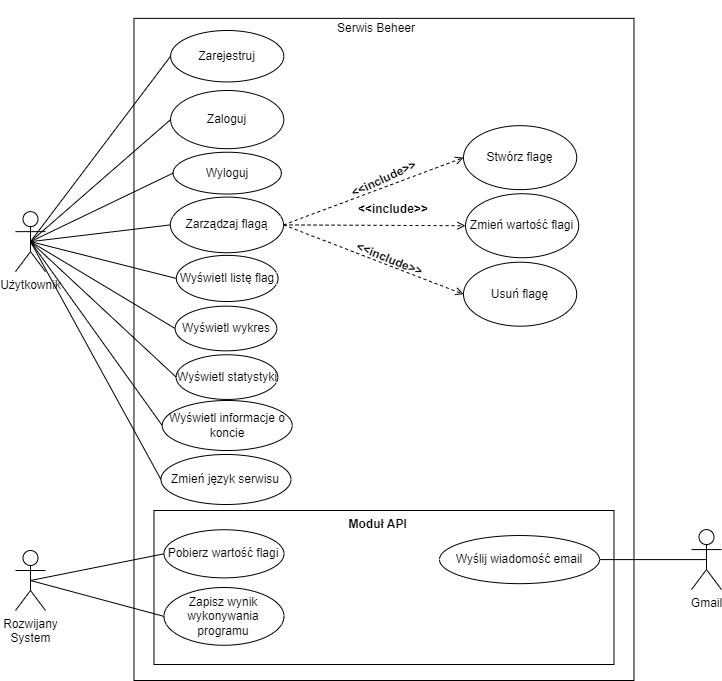 Serwis Beheer
Zarejestruj
Zaloguj
Wyloguj
Zarządzaj flagą
Wyświetl listę flag
Wyświetl wykres
Wyświetl statystyki
Wyświetl informacje o
koncie
Zmień język serwisu
<<include>>
<<include>>
<<include>>
Stwórz flagę
Zmień wartość flagi
Usuń flagę
Użytkownik
Moduł API
Pobierz wartość flagi
Zapisz wynik
wykonywania
programu
Wyślij wiadomość email
Rozwijany
System
Gmail